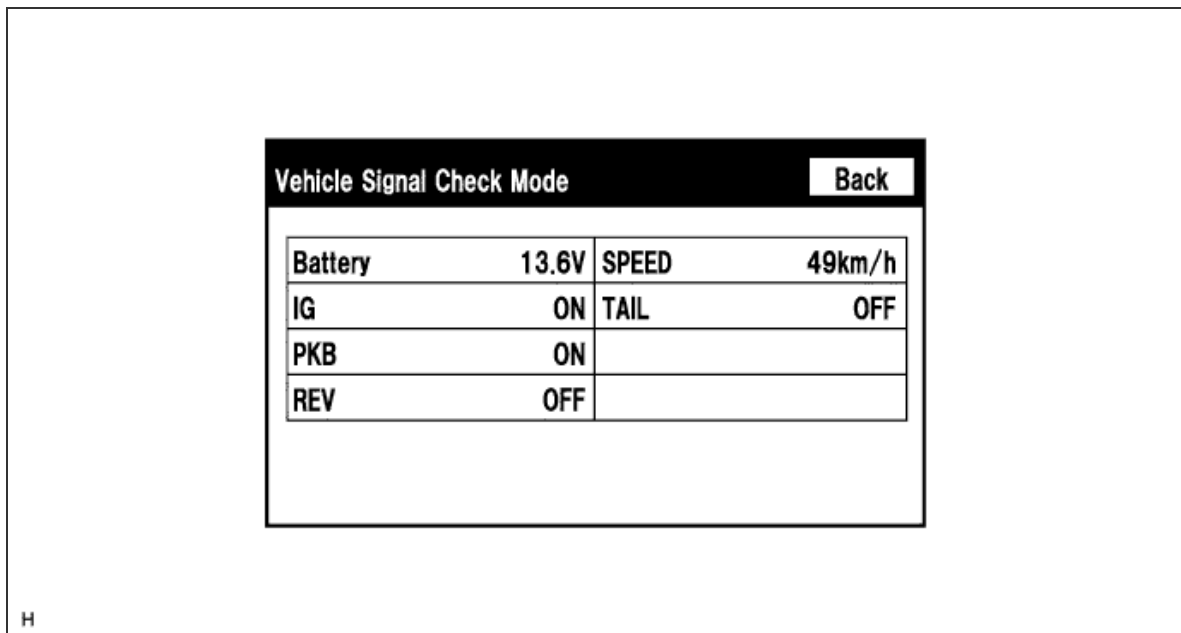 Vehicle Signal Check Mode Back
Battery 13.6V SPEED 49km/h
IG ON TAIL OFF
PKB ON
REV OFF
H